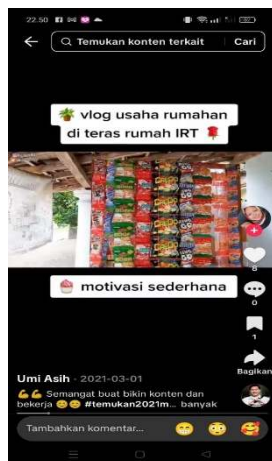 22.50
Temukan konten terkait
Cari
🪴 vlog usaha rumahan
di teras rumah IRT 🌹
8
🧁 motivasi sederhana
0
1
Bagikan
Umi Asih · 2021-03-01
💪💪 Semangat buat bikin konten dan
bekerja 😊😊 #temukan2021m... banyak
Tambahkan komentar...